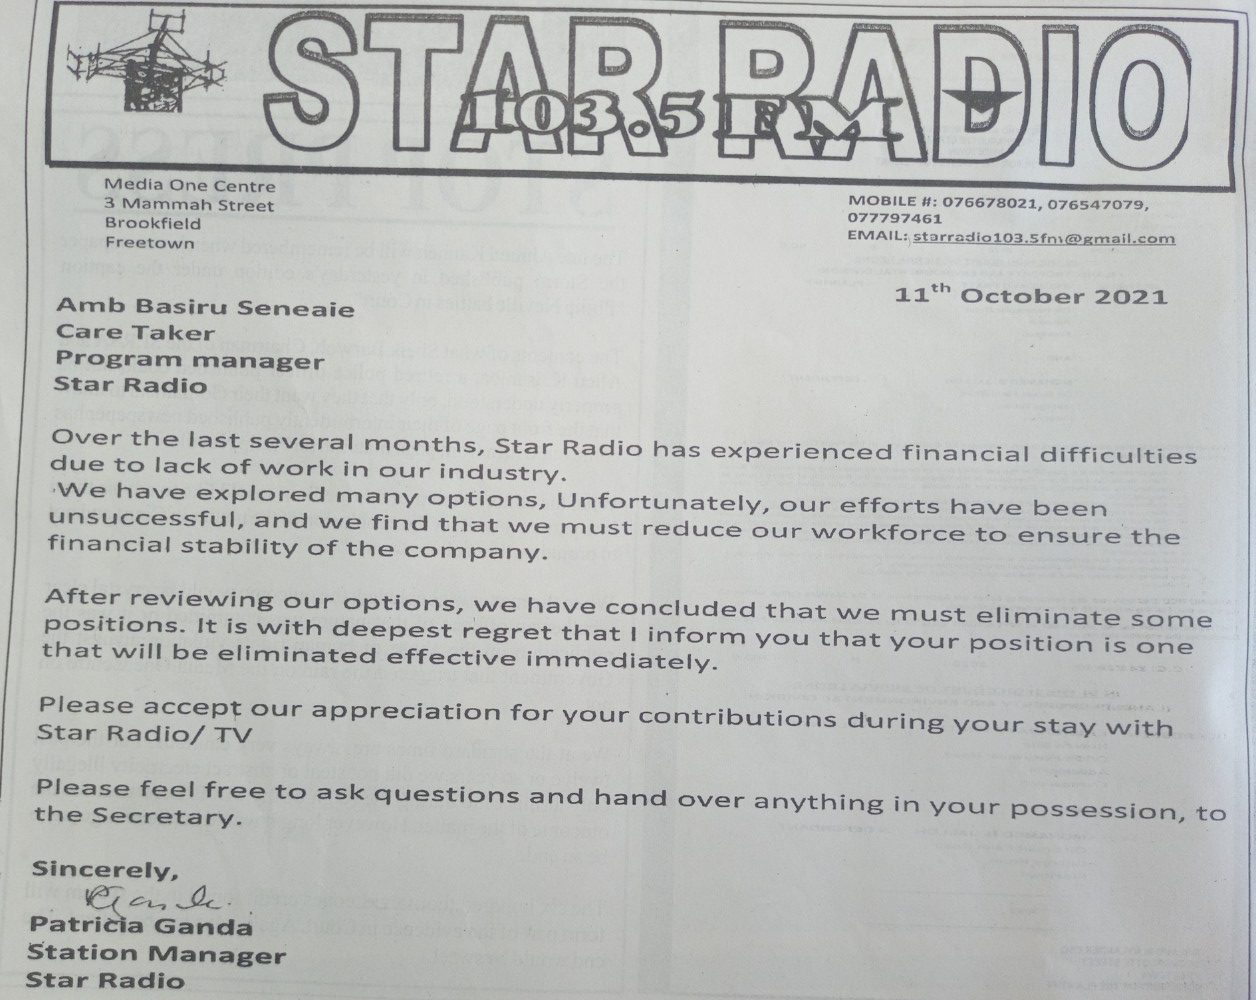 STAR RADIO
103.5 FM
Media One Centre
3 Mammah Street
Brookfield
Freetown
MOBILE #: 076678021, 076547079,
077797461
EMAIL: starradio103.5fm@gmail.com
11th October 2021
Amb Basiru Seneaie
Care Taker
Program manager
Star Radio
Over the last several months, Star Radio has experienced financial difficulties
due to lack of work in our industry.
We have explored many options, Unfortunately, our efforts have been
unsuccessful, and we find that we must reduce our workforce to ensure the
financial stability of the company.
After reviewing our options, we have concluded that we must eliminate some
positions. It is with deepest regret that I inform you that your position is one
that will be eliminated effective immediately.
Please accept our appreciation for your contributions during your stay with
Star Radio/ TV
Please feel free to ask questions and hand over anything in your possession, to
the Secretary.
Sincerely,
Patricia Ganda
Station Manager
Star Radio